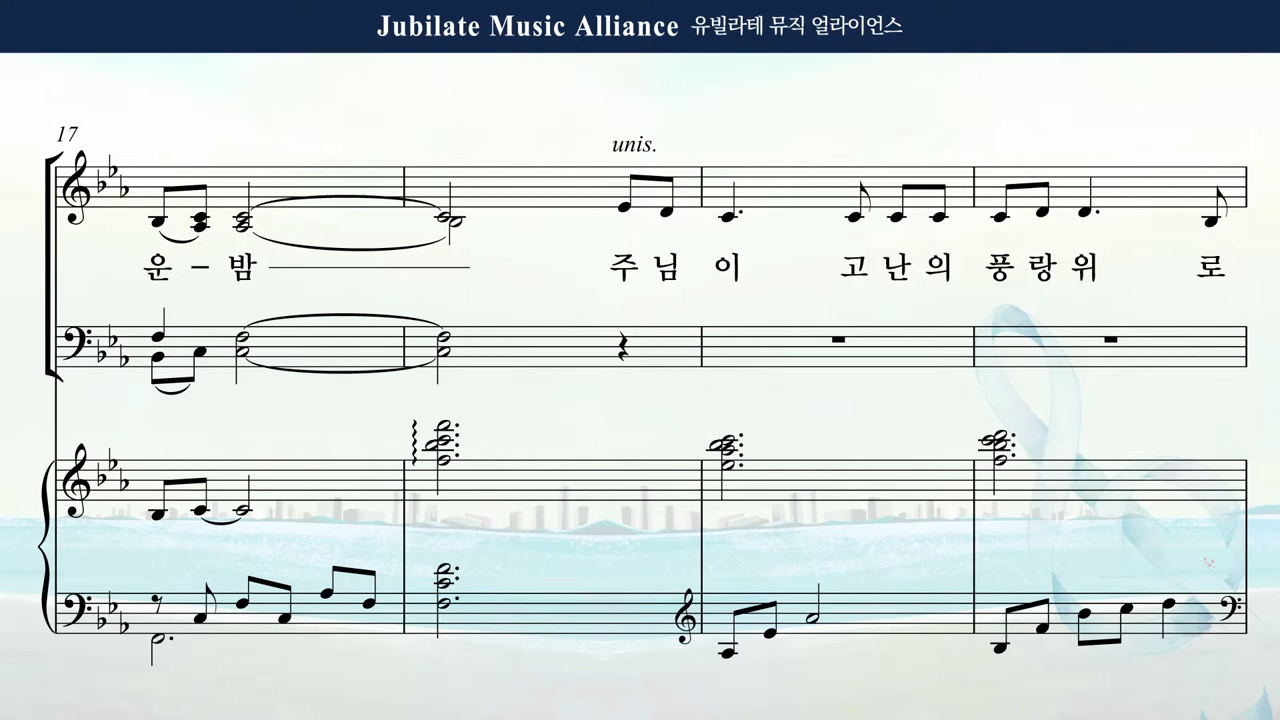 Jubilate Music Alliance 유빌라테 뮤직 얼라이언스
17
unis.
운 – 밤 주 님 이 고 난 의 풍 랑 위 로